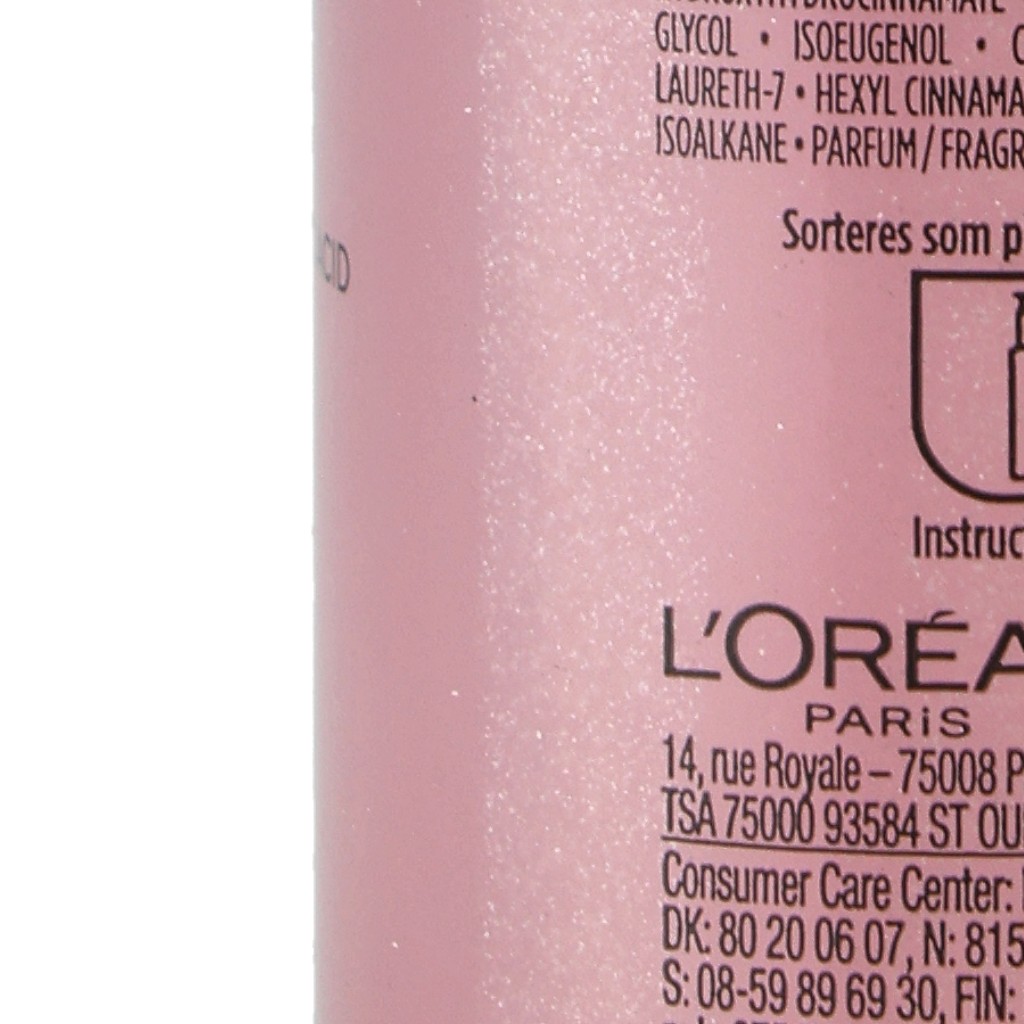 GLYCOL • ISOEUGENOL •
LAURETH-7 • HEXYL CINNAMA
ISOALKANE • PARFUM / FRAGR
Sorteres som p
CID
Instruc
L'ORÉA
PARiS
14, rue Royale – 75008 P
TSA 75000 93584 ST OU
Consumer Care Center:
DK: 80 20 06 07, N: 815
S: 08-59 89 69 30, FIN: